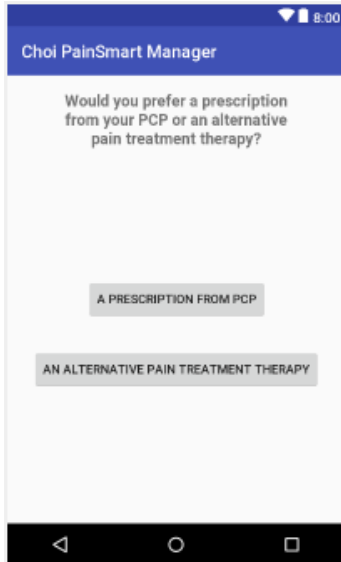 8:00
Choi PainSmart Manager
Would you prefer a prescription
from your PCP or an alternative
pain treatment therapy?
A PRESCRIPTION FROM PCP
AN ALTERNATIVE PAIN TREATMENT THERAPY